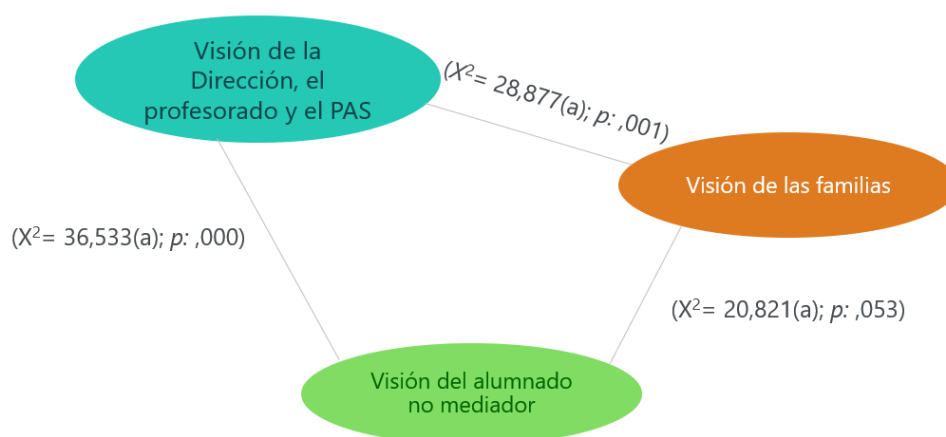 Visión de la
Dirección, el
profesorado y el PAS
(X²= 28,877(a); p: ,001)
Visión de las familias
(X²= 36,533(a); p: ,000)
(X²= 20,821(a); p: ,053)
Visión del alumnado
no mediador